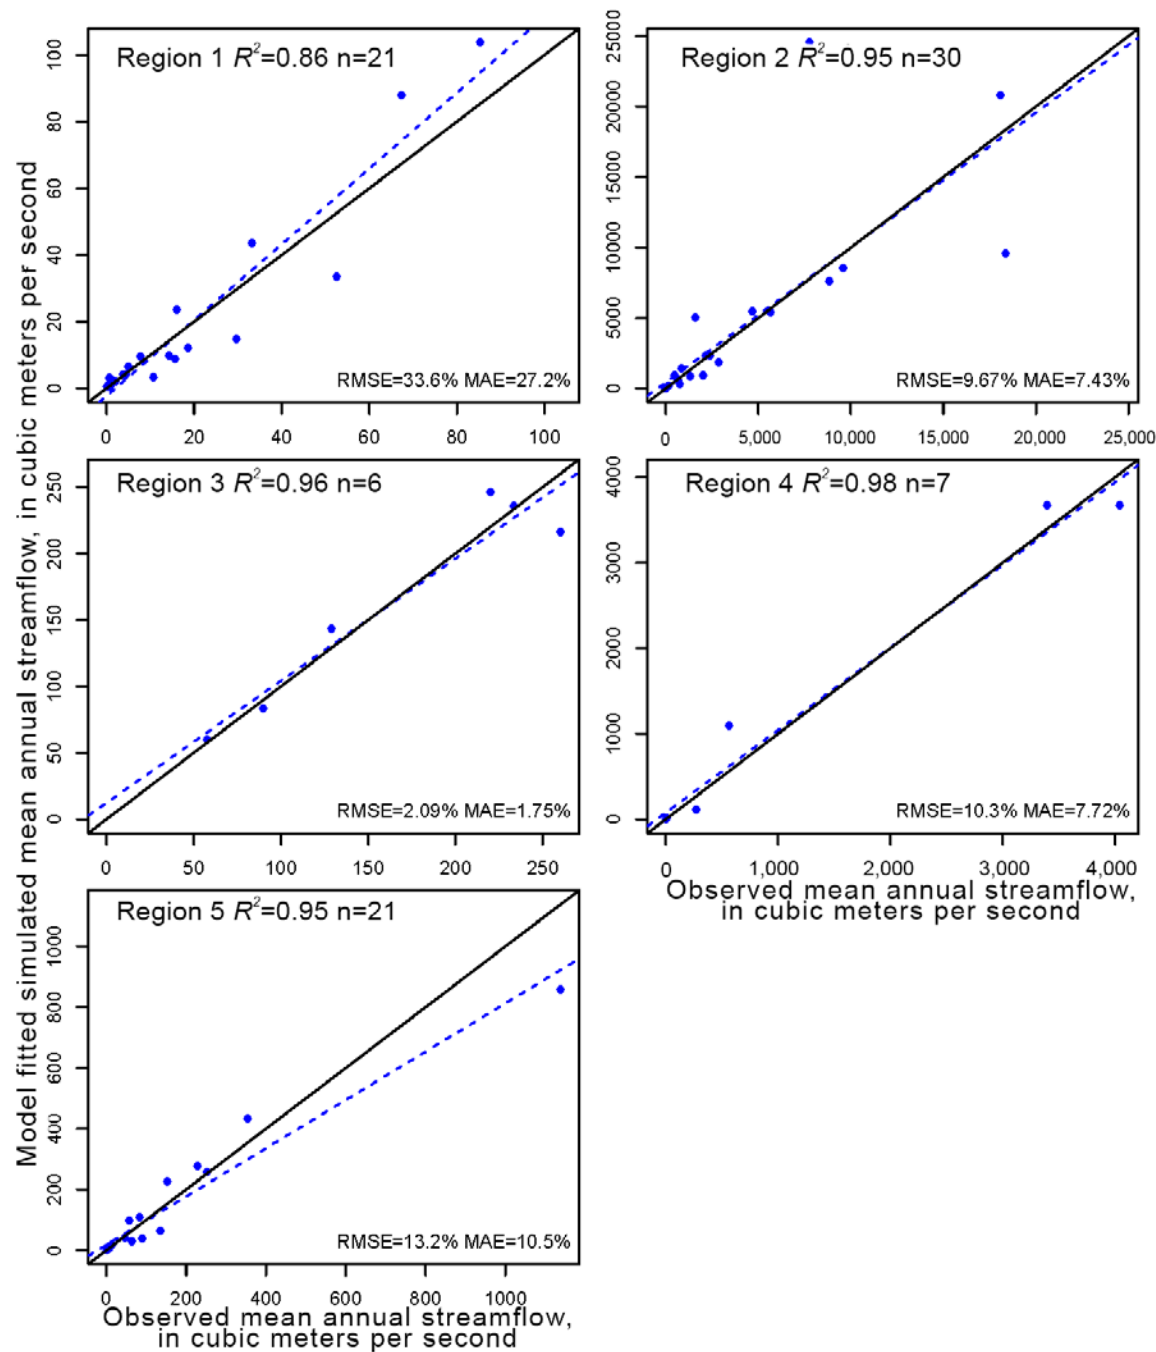 Model fitted simulated mean annual streamflow, in cubic meters per second
Region 1 R²=0.86 n=21
100
80
60
40
20
0
RMSE=33.6% MAE=27.2%
0 20 40 60 80 100
Region 2 R²=0.95 n=30
25000
20000
15000
10000
5000
0
RMSE=9.67% MAE=7.43%
0 5,000 10,000 15,000 20,000 25,000
Region 3 R²=0.96 n=6
250
200
150
100
50
0
RMSE=2.09% MAE=1.75%
0 50 100 150 200 250
Region 4 R²=0.98 n=7
4000
3000
2000
1000
0
RMSE=10.3% MAE=7.72%
0 1,000 2,000 3,000 4,000
Observed mean annual streamflow,
in cubic meters per second
Region 5 R²=0.95 n=21
1000
800
600
400
200
0
RMSE=13.2% MAE=10.5%
0 200 400 600 800 1000
Observed mean annual streamflow,
in cubic meters per second